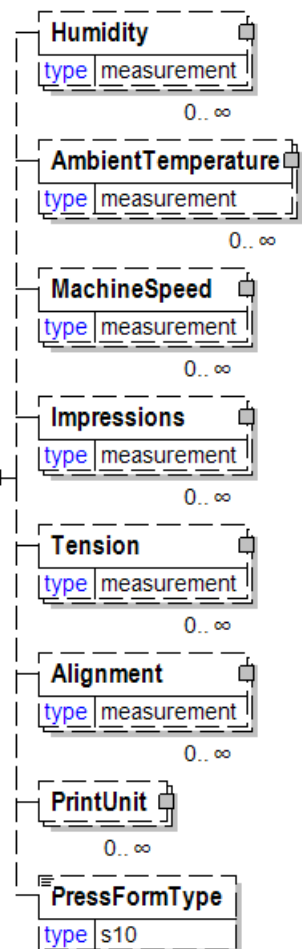 Humidity
type measurement
0.. ∞
AmbientTemperature
type measurement
0.. ∞
MachineSpeed
type measurement
0.. ∞
Impressions
type measurement
0.. ∞
Tension
type measurement
0.. ∞
Alignment
type measurement
0.. ∞
PrintUnit
0.. ∞
PressFormType
type s10